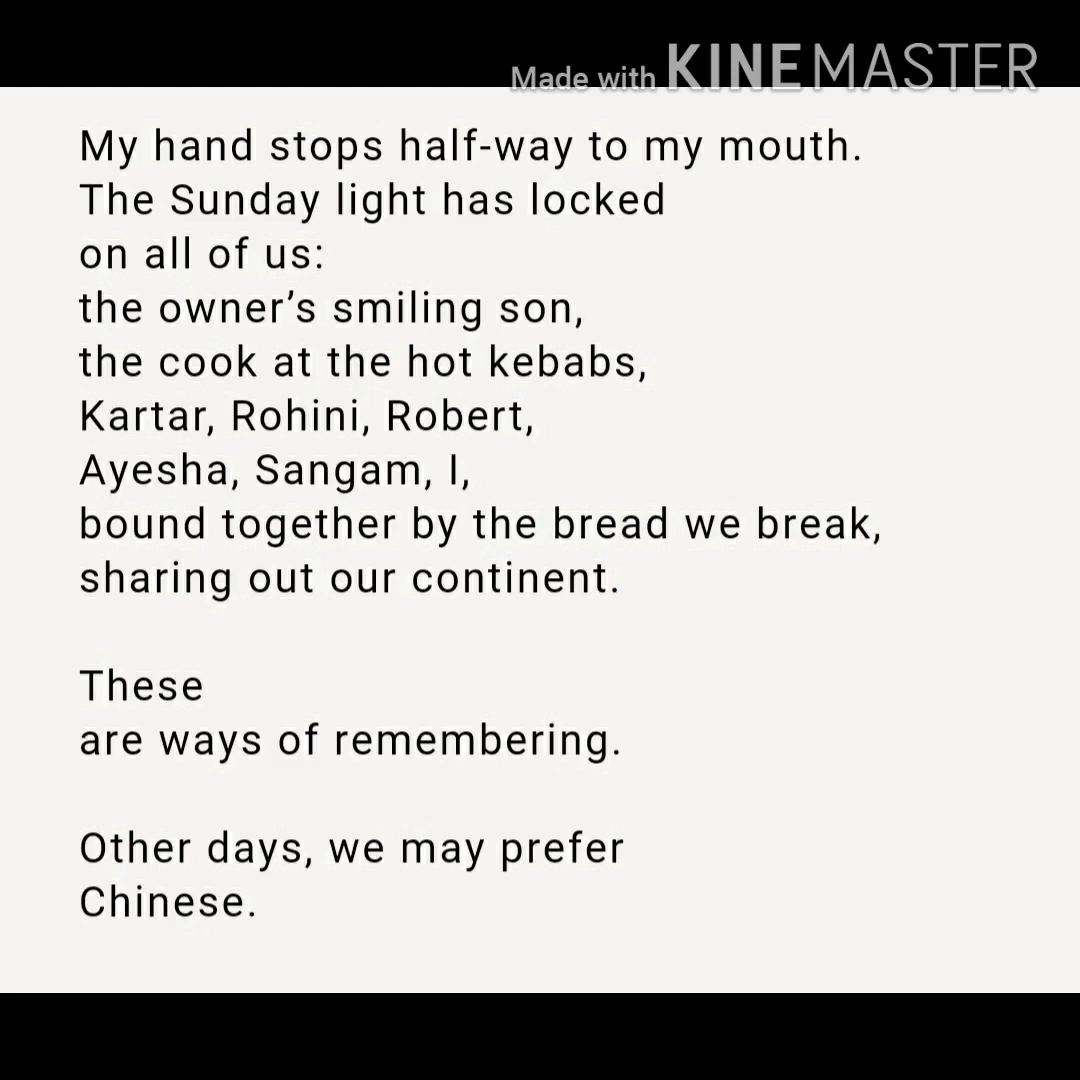 Made with KINEMASTER
My hand stops half-way to my mouth.
The Sunday light has locked
on all of us:
the owner’s smiling son,
the cook at the hot kebabs,
Kartar, Rohini, Robert,
Ayesha, Sangam, I,
bound together by the bread we break,
sharing out our continent.
These
are ways of remembering.
Other days, we may prefer
Chinese.